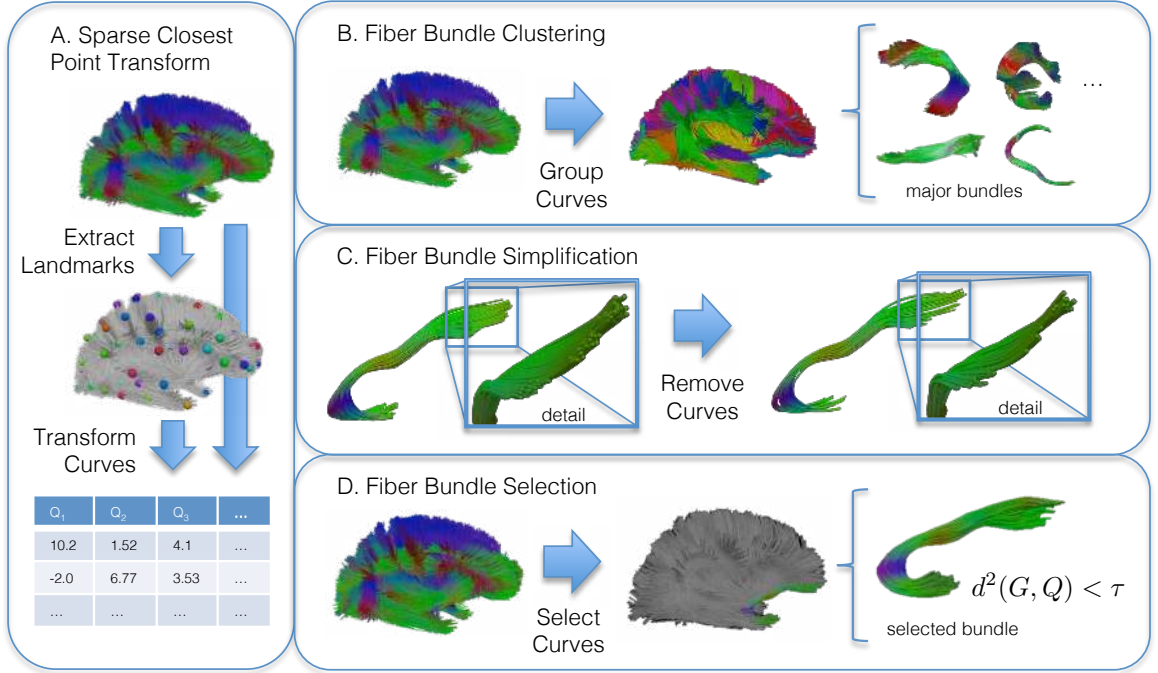 A. Sparse Closest
Point Transform
Extract
Landmarks
Transform
Curves
Q₁ Q₂ Q₃ ...
10.2 1.52 4.1 ...
-2.0 6.77 3.53 ...
... ... ... ...
B. Fiber Bundle Clustering
Group
Curves
...
major bundles
C. Fiber Bundle Simplification
detail
Remove
Curves
detail
D. Fiber Bundle Selection
Select
Curves
d²(G, Q) < τ
selected bundle